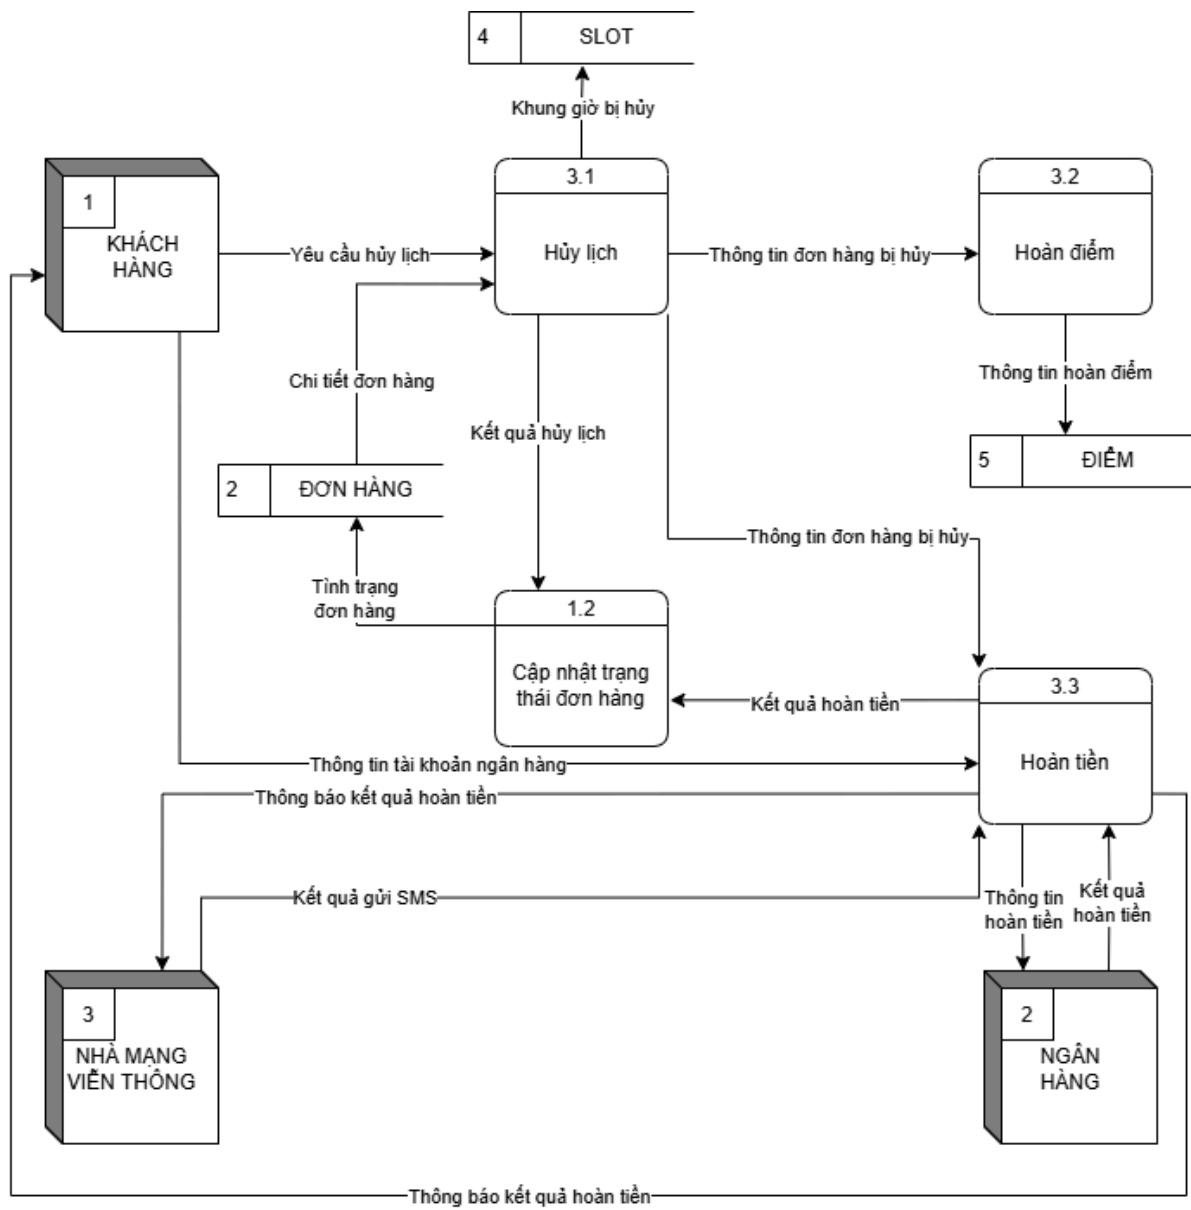 4
SLOT
Khung giờ bị hủy
1
KHÁCH
HÀNG
3.1
Hủy lịch
3.2
Hoàn điểm
Yêu cầu hủy lịch
Thông tin đơn hàng bị hủy
Chi tiết đơn hàng
Kết quả hủy lịch
Thông tin hoàn điểm
5
ĐIỂM
2
ĐƠN HÀNG
Thông tin đơn hàng bị hủy
Tình trạng
đơn hàng
1.2
Cập nhật trạng
thái đơn hàng
Kết quả hoàn tiền
3.3
Hoàn tiền
Thông tin tài khoản ngân hàng
Thông báo kết quả hoàn tiền
Kết quả gửi SMS
Thông tin
hoàn tiền
Kết quả
hoàn tiền
3
NHÀ MẠNG
VIỄN THÔNG
2
NGÂN
HÀNG
Thông báo kết quả hoàn tiền